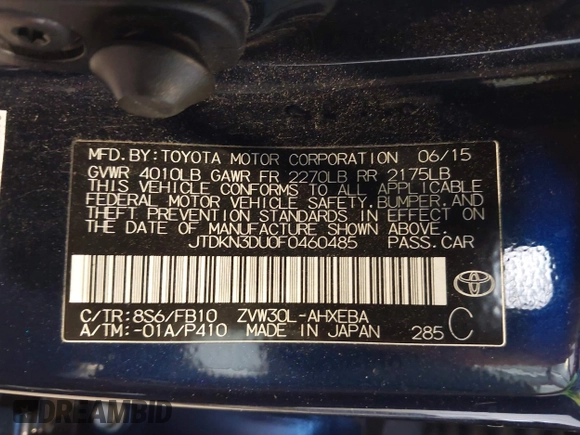 MFD.BY: TOYOTA MOTOR CORPORATION 06/15
GVWR 4010LB GAWR FR 2270LB RR 2175LB
THIS VEHICLE CONFORMS TO ALL APPLICABLE
FEDERAL MOTOR VEHICLE SAFETY, BUMPER, AND
THEFT PREVENTION STANDARDS IN EFFECT ON
THE DATE OF MANUFACTURE SHOWN ABOVE.
JTDKN3DU0F0460485 PASS.CAR
C/TR: 8S6/FB10 ZVW30L-AHXEBA
A/TM: -01A/P410 MADE IN JAPAN 285 C
DREAMBID